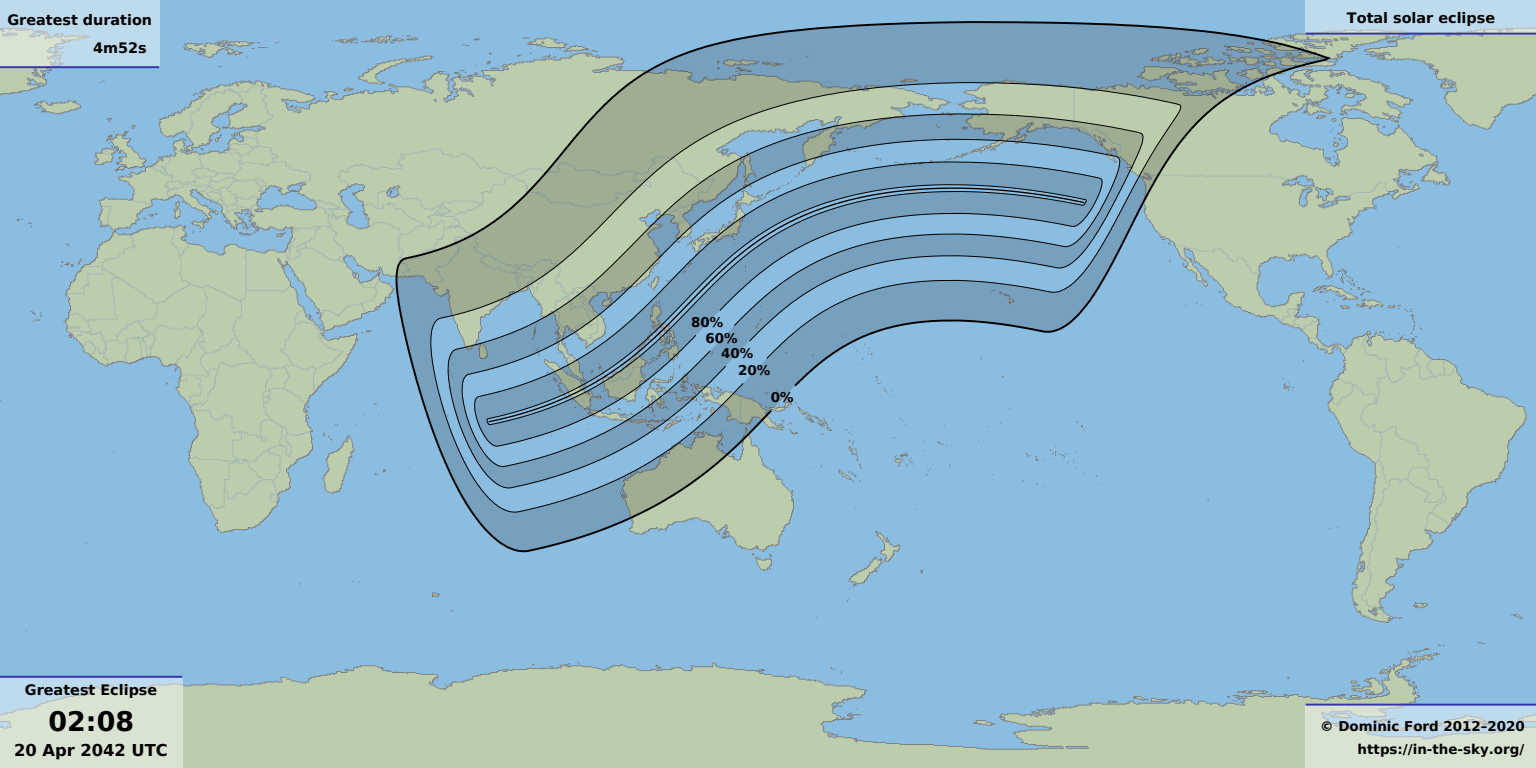 Greatest duration
4m52s
Total solar eclipse
80%
60%
40%
20%
0%
Greatest Eclipse
02:08
20 Apr 2042 UTC
© Dominic Ford 2012–2020
https://in-the-sky.org/